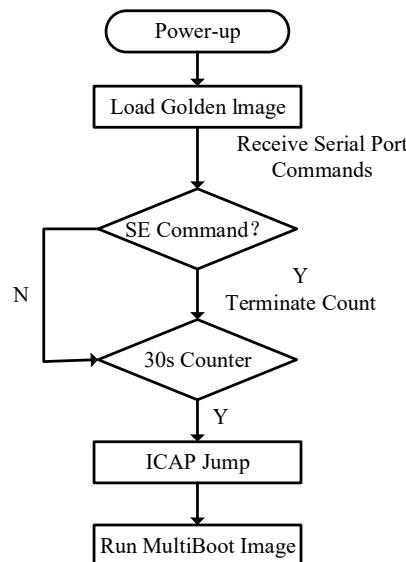 Power-up
Load Golden lmage
Receive Serial Port
Commands
SE Command？
N
Y
Terminate Count
30s Counter
Y
ICAP Jump
Run MultiBoot Image